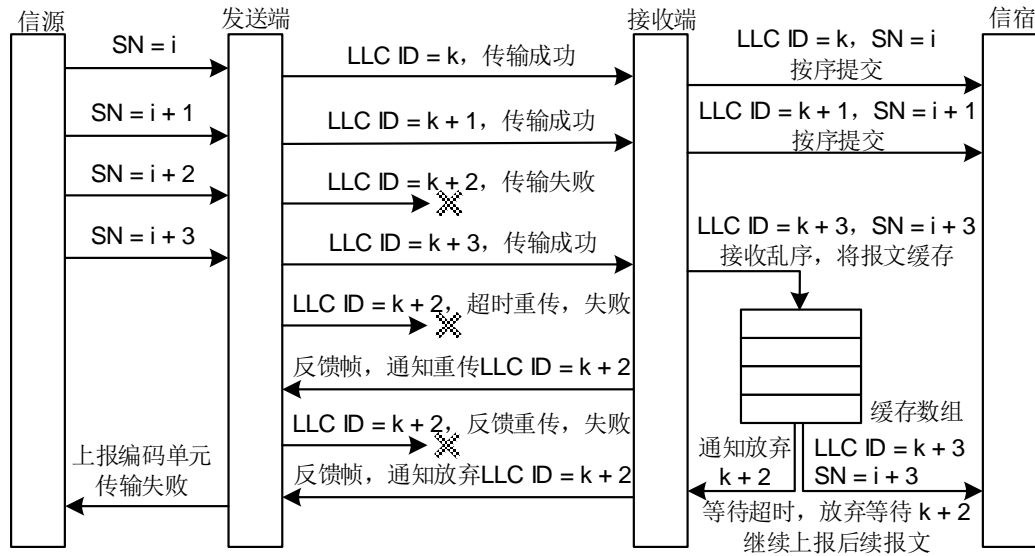 信源
发送端
接收端
信宿
SN = i
LLC ID = k，传输成功
LLC ID = k，SN = i
按序提交
SN = i + 1
LLC ID = k + 1，传输成功
LLC ID = k + 1，SN = i + 1
按序提交
SN = i + 2
LLC ID = k + 2，传输失败
SN = i + 3
LLC ID = k + 3，传输成功
LLC ID = k + 3，SN = i + 3
接收乱序，将报文缓存
LLC ID = k + 2，超时重传，失败
反馈帧，通知重传LLC ID = k + 2
缓存数组
LLC ID = k + 2，反馈重传，失败
上报编码单元
传输失败
反馈帧，通知放弃LLC ID = k + 2
通知放弃
k + 2
LLC ID = k + 3
SN = i + 3
等待超时，放弃等待 k + 2
继续上报后续报文